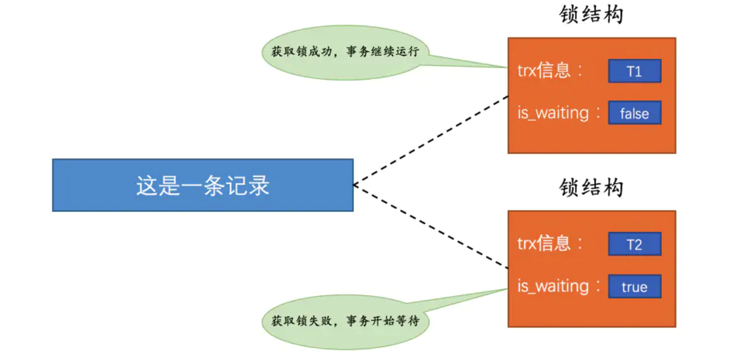 锁结构
获取锁成功，事务继续运行
trx信息： T1
is_waiting： false
这是一条记录
锁结构
trx信息： T2
is_waiting： true
获取锁失败，事务开始等待